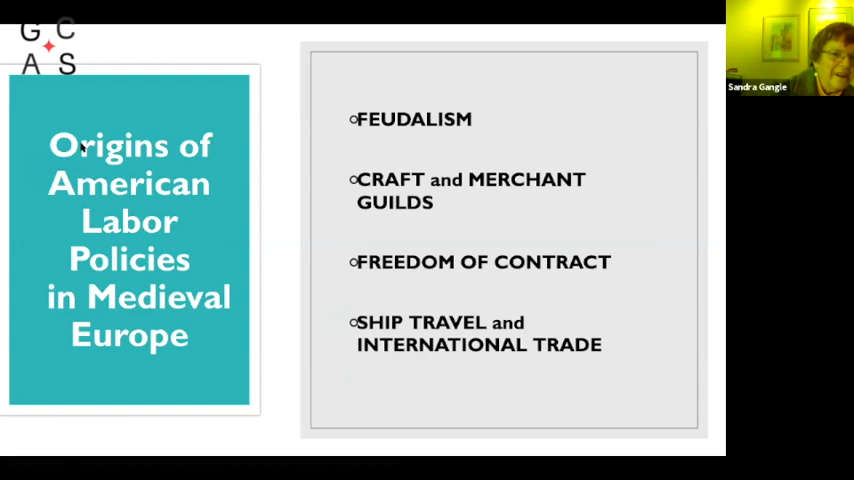 G C
A S
Origins of
American
Labor
Policies
in Medieval
Europe
FEUDALISM
CRAFT and MERCHANT
GUILDS
FREEDOM OF CONTRACT
SHIP TRAVEL and
INTERNATIONAL TRADE
Sandra Gangle